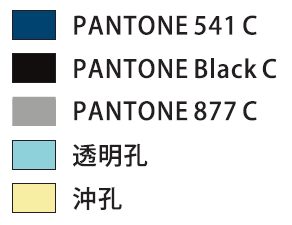 PANTONE 541 C
PANTONE Black C
PANTONE 877 C
透明孔
沖孔